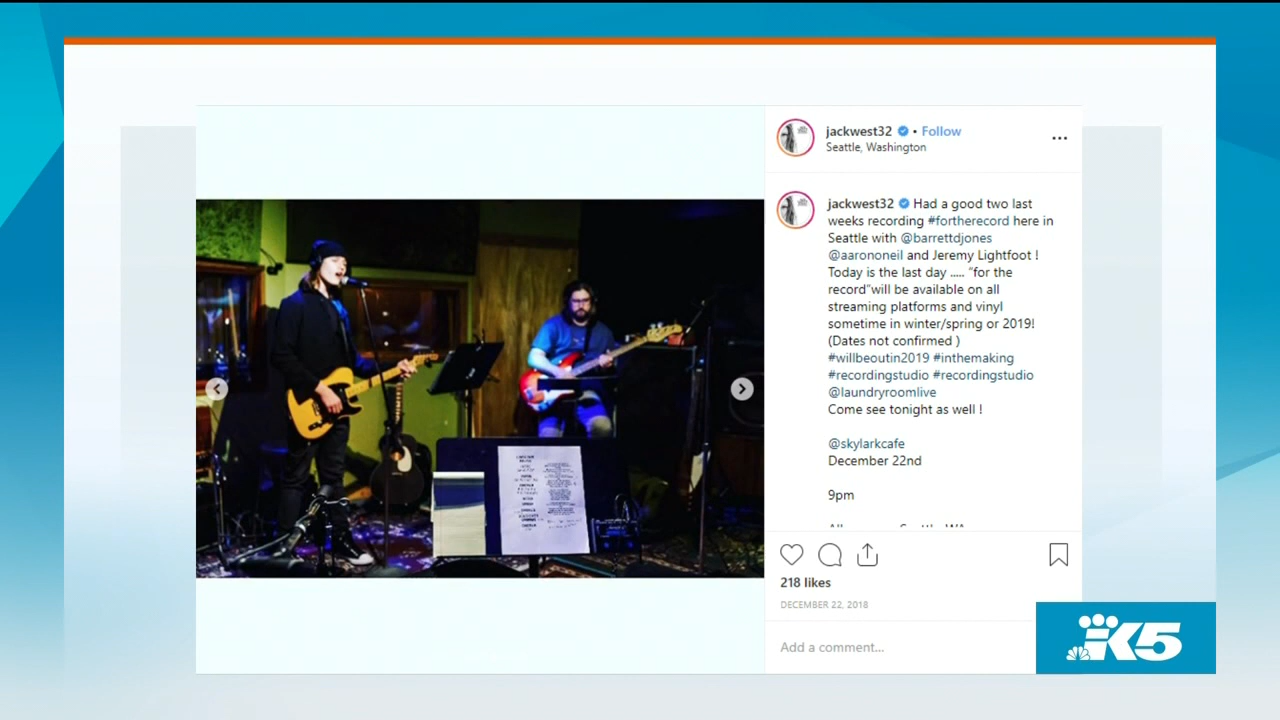 jackwest32 • Follow
Seattle, Washington
jackwest32 Had a good two last
weeks recording #fortherecord here in
Seattle with @barrettdjones
@aarononeil and Jeremy Lightfoot !
Today is the last day ..... “for the
record”will be available on all
streaming platforms and vinyl
sometime in winter/spring or 2019!
(Dates not confirmed )
#willbeoutin2019 #inthemaking
#recordingstudio #recordingstudio
@laundryroomlive
Come see tonight as well !
@skylarkcafe
December 22nd
9pm
218 likes
DECEMBER 22, 2018
Add a comment...
K5